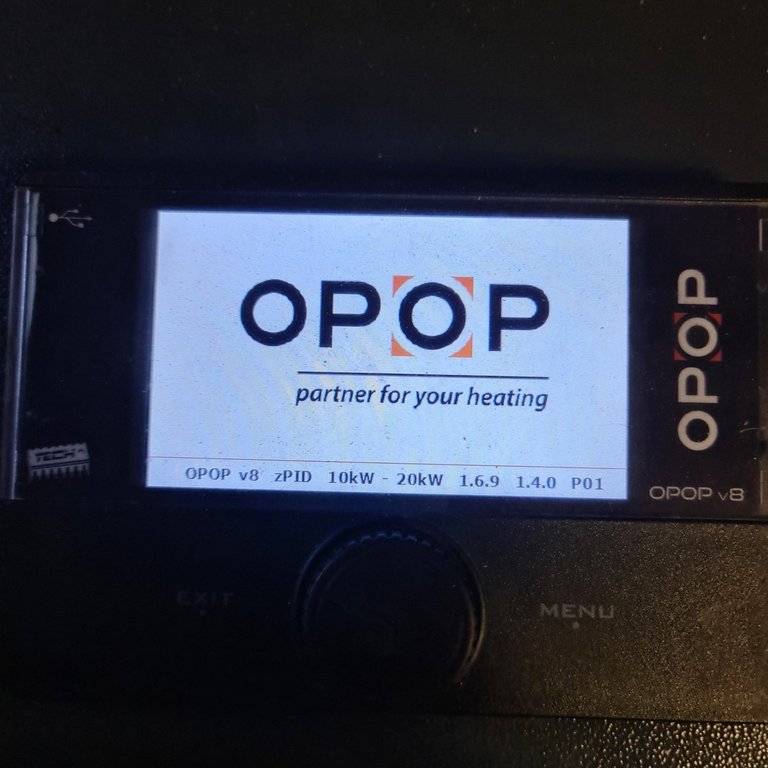 OPOP
partner for your heating
OPOP v8 zPID 10kW - 20kW 1.6.9 1.4.0 P01
OPOP
OPOP v8
TECH
EXIT
MENU